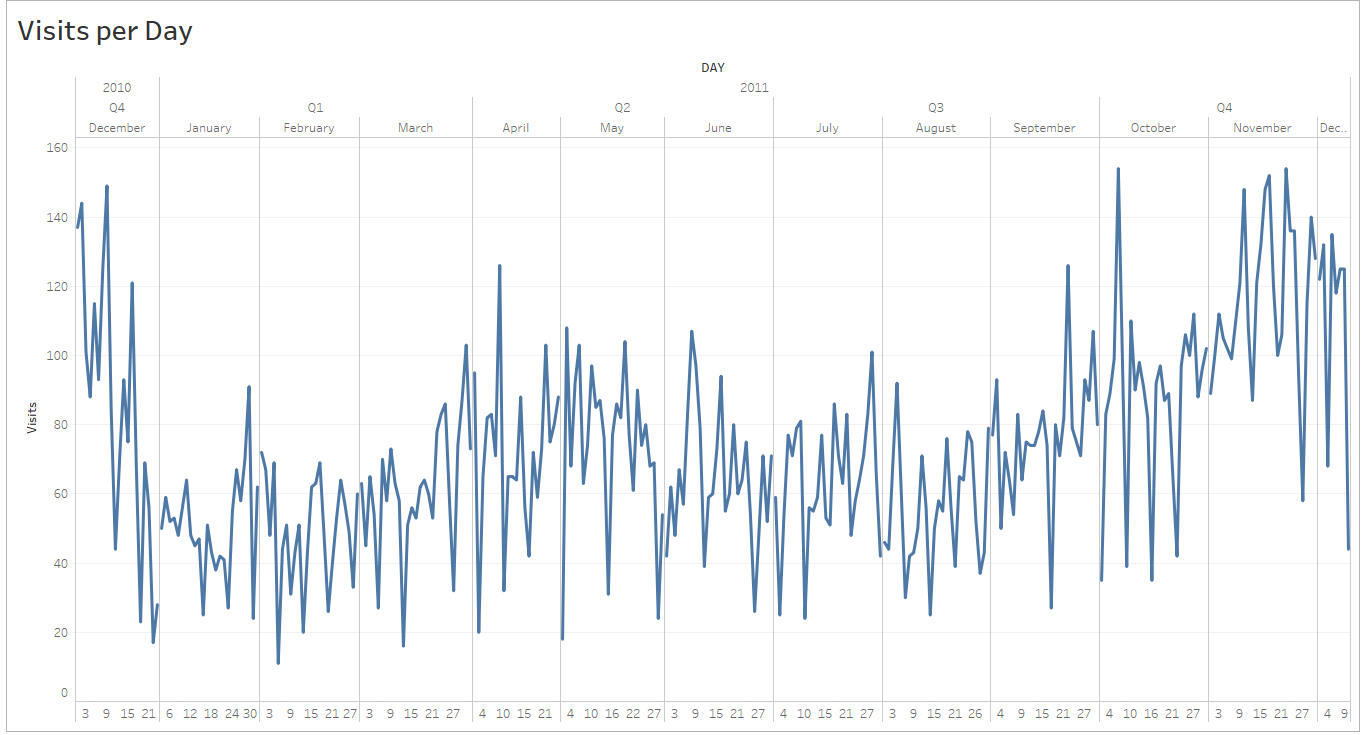 Visits per Day
DAY
2010 2011
Q4 Q1 Q2 Q3 Q4
December January February March April May June July August September October November Dec..
160
140
120
100
80
60
40
20
0
Visits
3 9 15 21 6 12 18 24 30 3 9 15 21 27 3 9 15 21 27 4 10 15 21 4 10 16 22 27 3 9 15 21 27 4 10 15 21 27 3 9 15 21 26 4 9 15 21 27 4 10 16 21 27 3 9 15 21 27 4 9